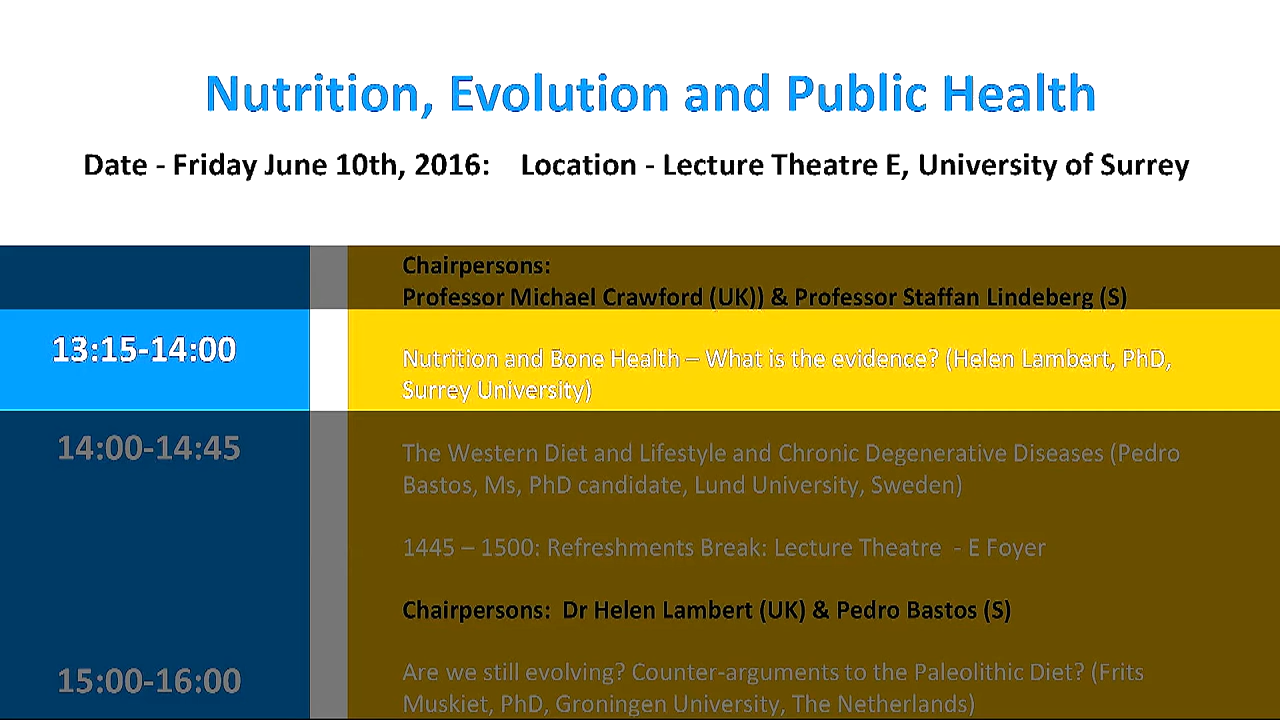 Nutrition, Evolution and Public Health
Date - Friday June 10th, 2016: Location - Lecture Theatre E, University of Surrey
Chairpersons:
Professor Michael Crawford (UK)) & Professor Staffan Lindeberg (S)
13:15-14:00
Nutrition and Bone Health – What is the evidence? (Helen Lambert, PhD,
Surrey University)
14:00-14:45
The Western Diet and Lifestyle and Chronic Degenerative Diseases (Pedro
Bastos, Ms, PhD candidate, Lund University, Sweden)
1445 – 1500: Refreshments Break: Lecture Theatre - E Foyer
Chairpersons: Dr Helen Lambert (UK) & Pedro Bastos (S)
15:00-16:00
Are we still evolving? Counter-arguments to the Paleolithic Diet? (Frits
Muskiet, PhD, Groningen University, The Netherlands)